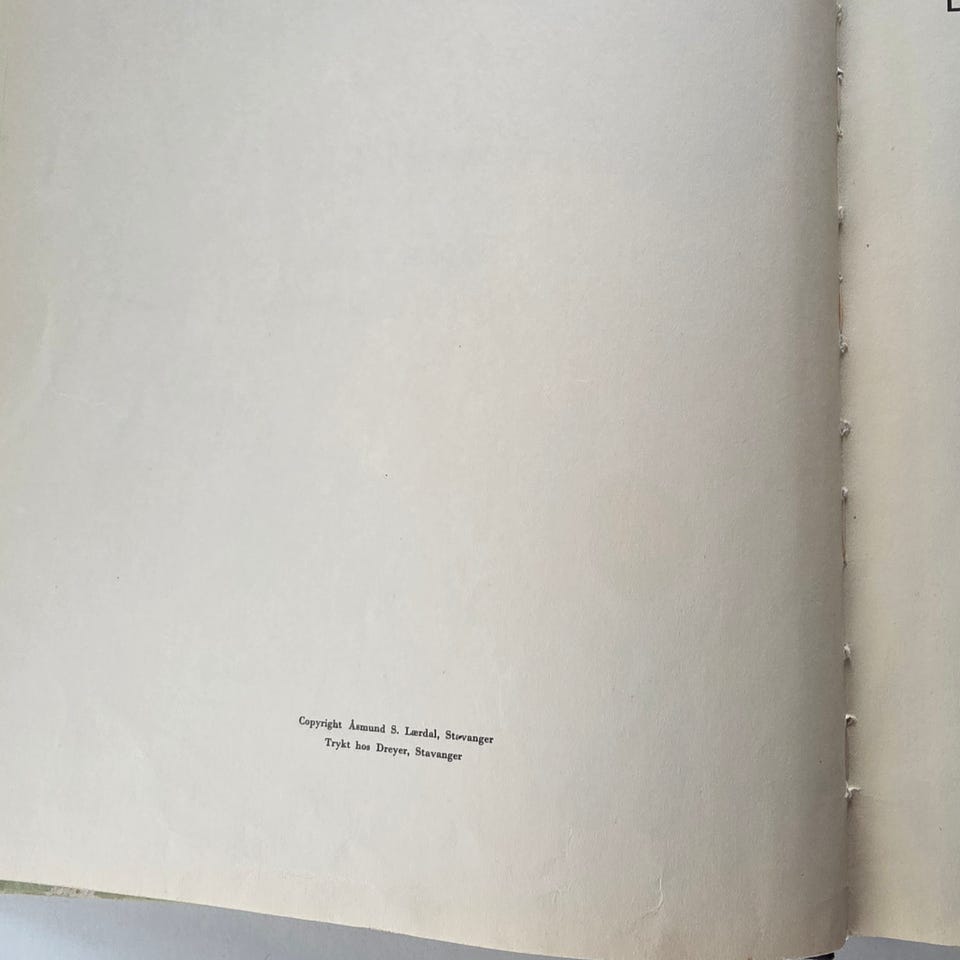 Copyright Åsmund S. Lærdal, Stavanger
Trykt hos Dreyer, Stavanger